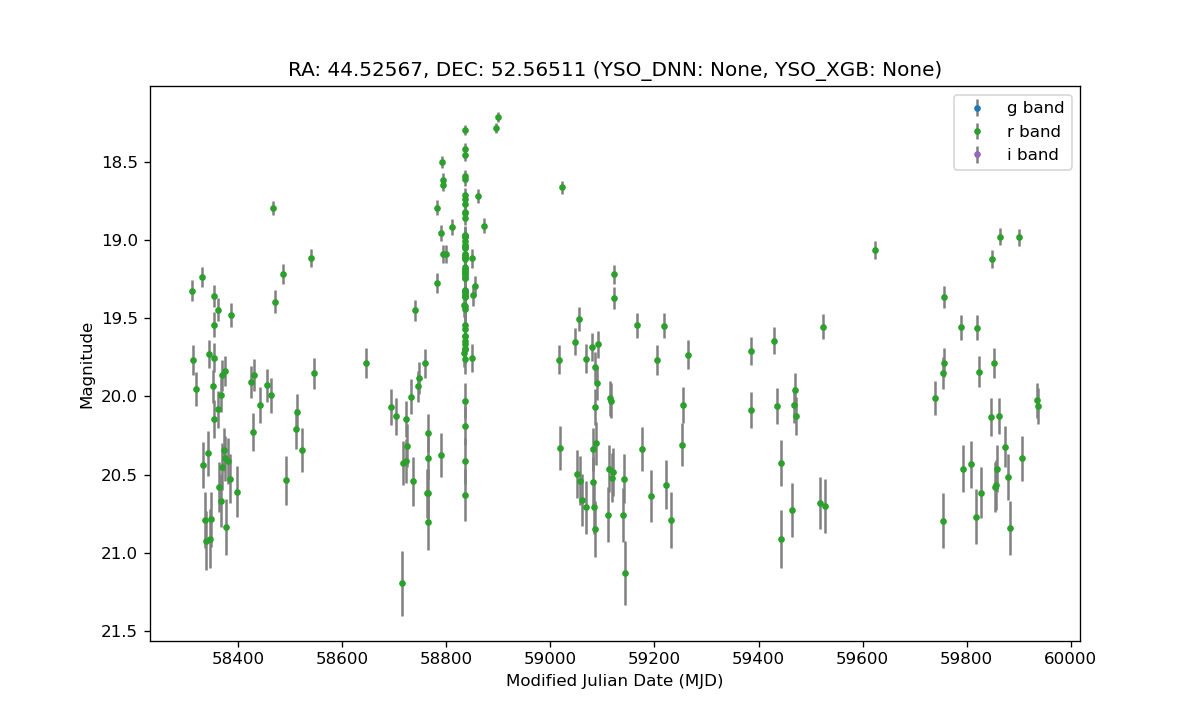 RA: 44.52567, DEC: 52.56511 (YSO_DNN: None, YSO_XGB: None)
g band
r band
i band
18.5
19.0
19.5
20.0
20.5
21.0
21.5
Magnitude
58400 58600 58800 59000 59200 59400 59600 59800 60000
Modified Julian Date (MJD)